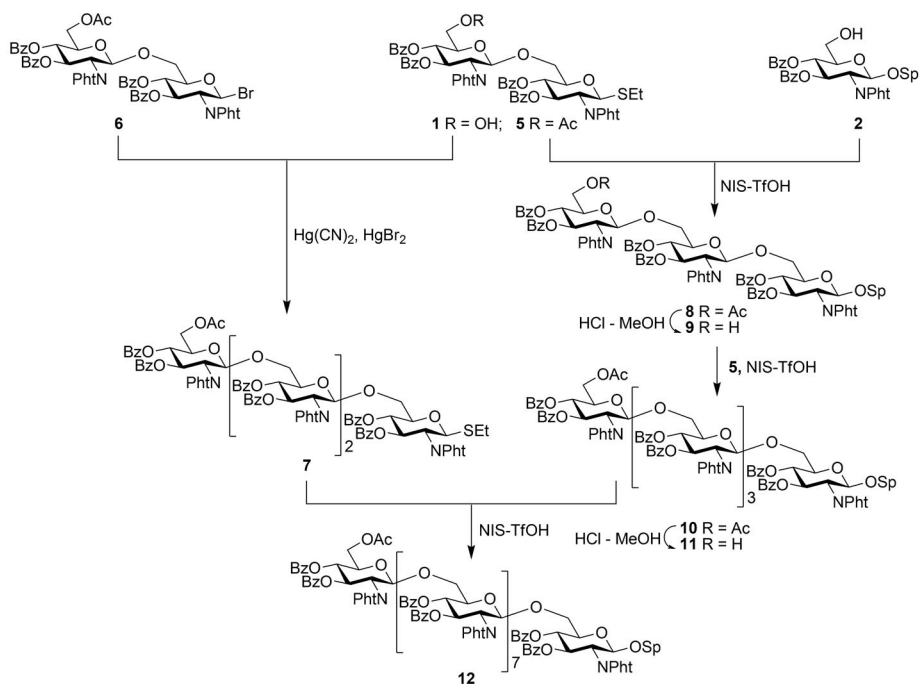 OAc
BzO
BzO
O
O
PhtN
BzO
BzO
O
Br
NPht
6
OR
BzO
BzO
O
O
PhtN
BzO
BzO
O
SEt
NPht
1 R = OH; 5 R = Ac
OH
BzO
BzO
O
OSp
NPht
2
Hg(CN)2, HgBr2
NIS-TfOH
OR
BzO
BzO
O
O
PhtN
BzO
BzO
O
O
PhtN
BzO
BzO
O
OSp
NPht
8 R = Ac
HCl - MeOH
9 R = H
5, NIS-TfOH
OAc
BzO
BzO
O
O
PhtN
BzO
BzO
O
O
PhtN
2
BzO
BzO
O
SEt
NPht
7
OAc
BzO
BzO
O
O
PhtN
BzO
BzO
O
O
PhtN
3
BzO
BzO
O
OSp
NPht
10 R = Ac
HCl - MeOH
11 R = H
NIS-TfOH
OAc
BzO
BzO
O
O
PhtN
BzO
BzO
O
O
PhtN
7
BzO
BzO
O
OSp
NPht
12